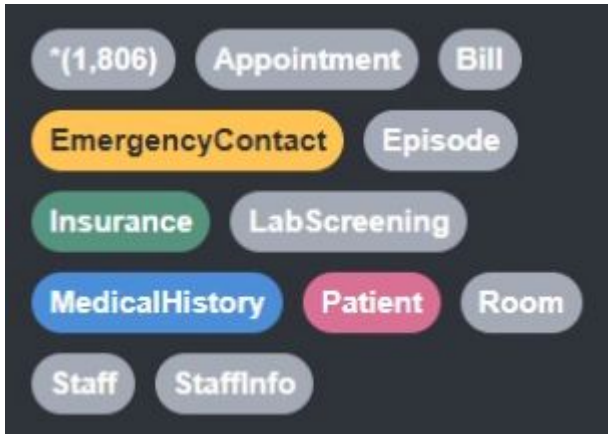 *(1,806) Appointment Bill
EmergencyContact Episode
Insurance LabScreening
MedicalHistory Patient Room
Staff StaffInfo